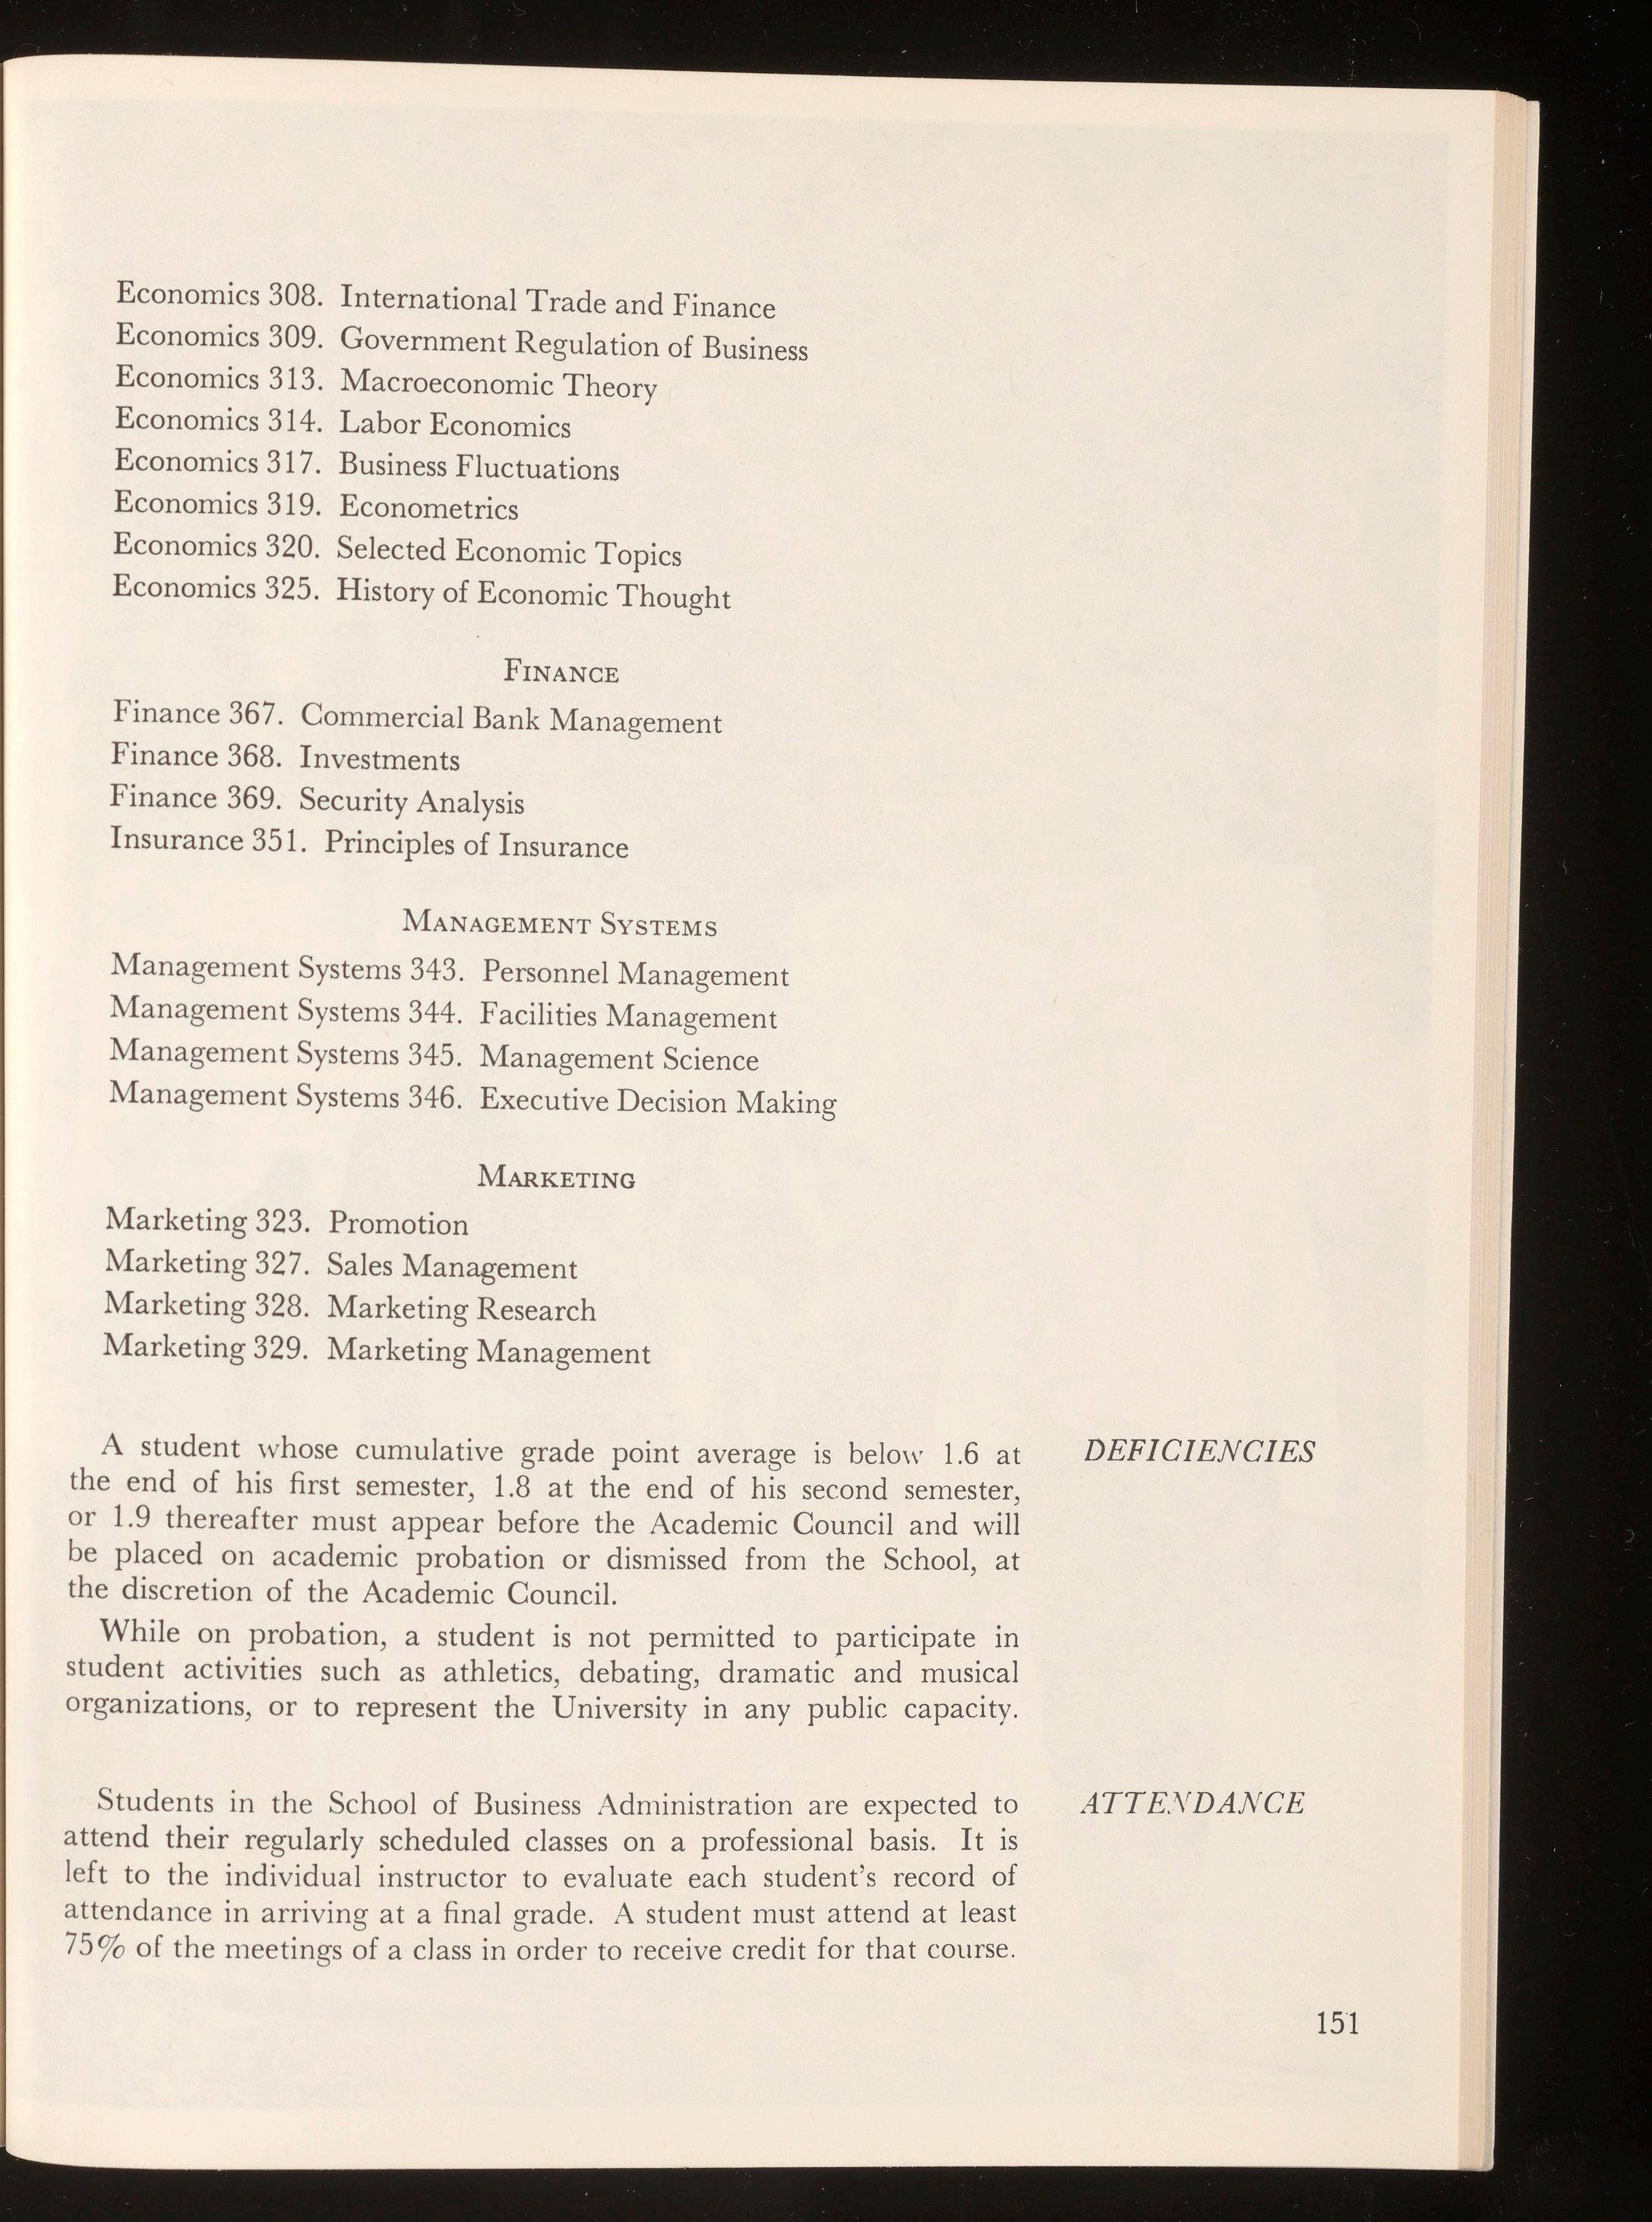 Economics 308. International Trade and Finance
Economics 309. Government Regulation of Business
Economics 313. Macroeconomic Theory
Economics 314. Labor Economics
Economics 317. Business Fluctuations
Economics 319. Econometrics
Economics 320. Selected Economic Topics
Economics 325. History of Economic Thought
FINANCE
Finance 367. Commercial Bank Management
Finance 368. Investments
Finance 369. Security Analysis
Insurance 351. Principles of Insurance
MANAGEMENT SYSTEMS
Management Systems 343. Personnel Management
Management Systems 344. Facilities Management
Management Systems 345. Management Science
Management Systems 346. Executive Decision Making
MARKETING
Marketing 323. Promotion
Marketing 327. Sales Management
Marketing 328. Marketing Research
Marketing 329. Marketing Management
DEFICIENCIES
A student whose cumulative grade point average is below 1.6 at
the end of his first semester, 1.8 at the end of his second semester,
or 1.9 thereafter must appear before the Academic Council and will
be placed on academic probation or dismissed from the School, at
the discretion of the Academic Council.
While on probation, a student is not permitted to participate in
student activities such as athletics, debating, dramatic and musical
organizations, or to represent the University in any public capacity.
ATTENDANCE
Students in the School of Business Administration are expected to
attend their regularly scheduled classes on a professional basis. It is
left to the individual instructor to evaluate each student's record of
attendance in arriving at a final grade. A student must attend at least
75% of the meetings of a class in order to receive credit for that course.
151